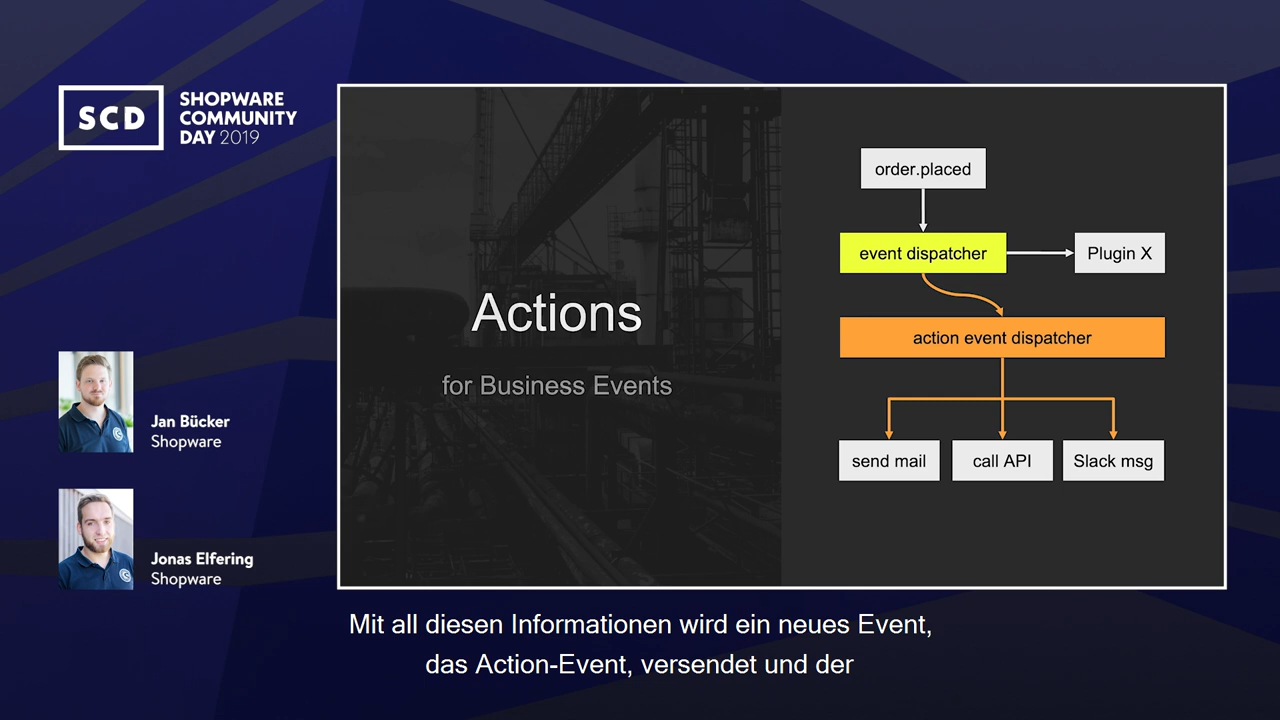 SCD
SHOPWARE
COMMUNITY
DAY 2019
Actions
for Business Events
order.placed
event dispatcher
Plugin X
action event dispatcher
send mail
call API
Slack msg
Jan Bücker
Shopware
Jonas Elfering
Shopware
Mit all diesen Informationen wird ein neues Event,
das Action-Event, versendet und der